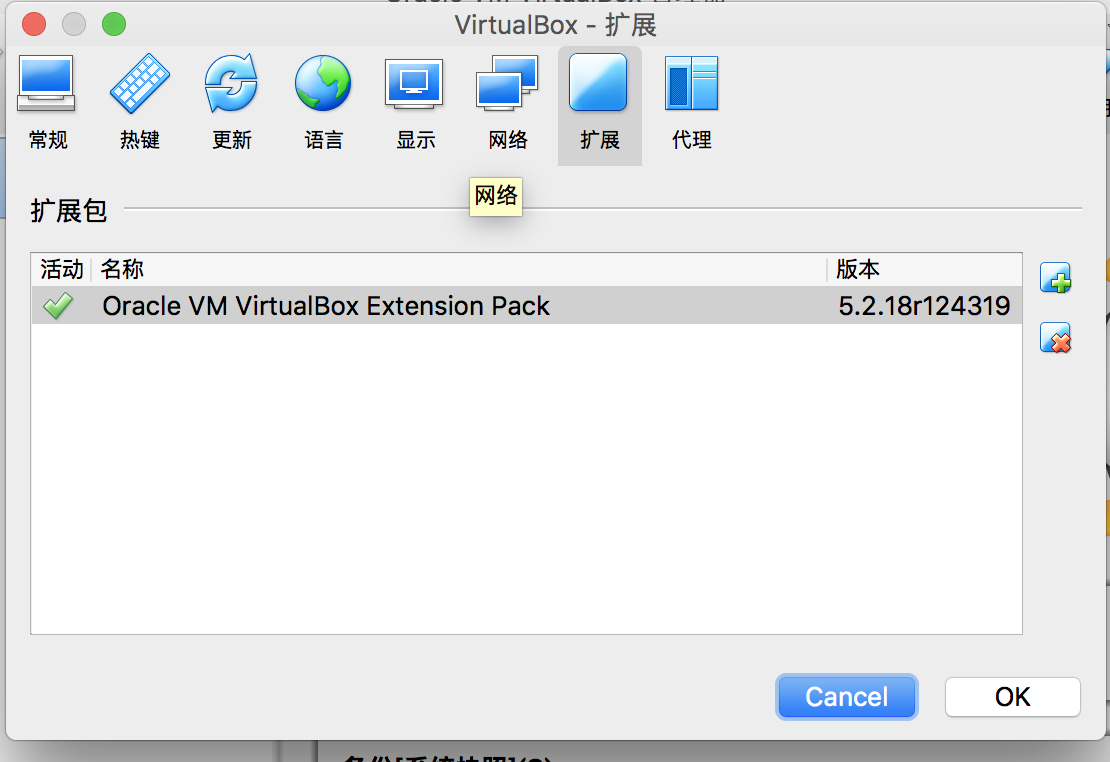 VirtualBox - 扩展
常规 热键 更新 语言 显示 网络 扩展 代理
网络
扩展包
活动 名称 版本
Oracle VM VirtualBox Extension Pack 5.2.18r124319
Cancel OK